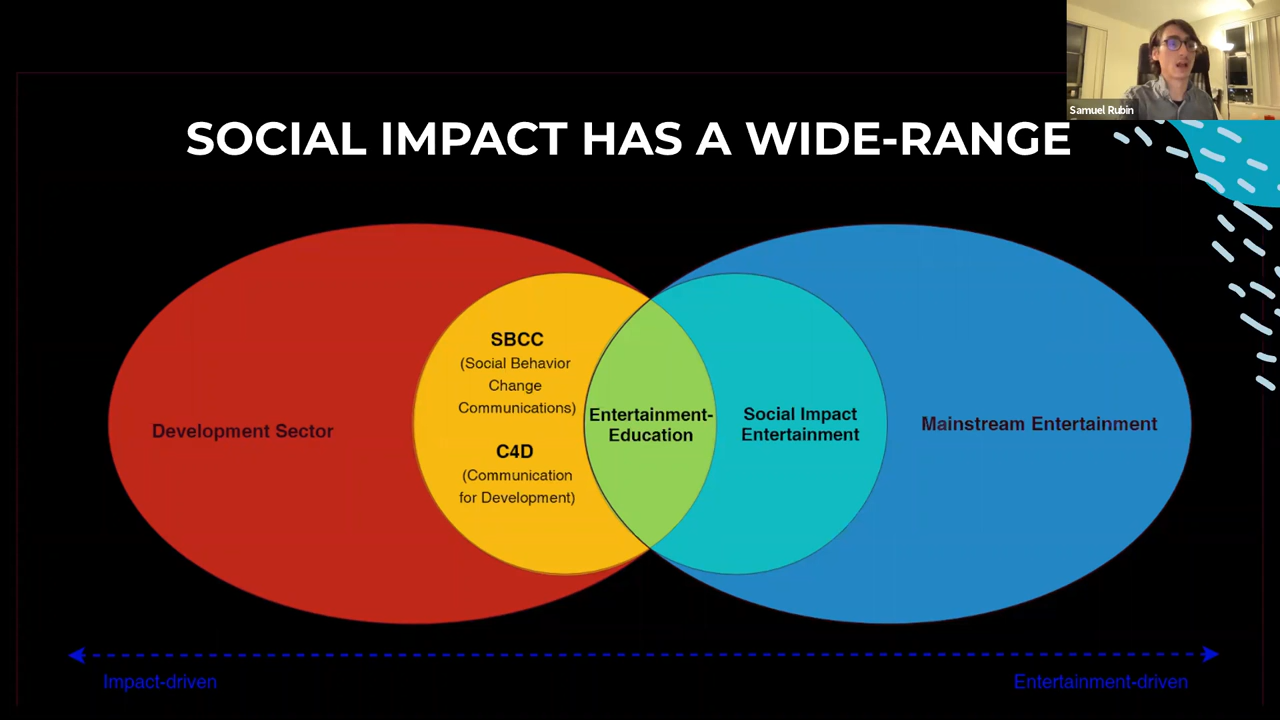 Samuel Rubin
SOCIAL IMPACT HAS A WIDE-RANGE
SBCC
(Social Behavior
Change
Communications)
C4D
(Communication
for Development)
Development Sector
Entertainment-
Education
Social Impact
Entertainment
Mainstream Entertainment
Impact-driven
Entertainment-driven